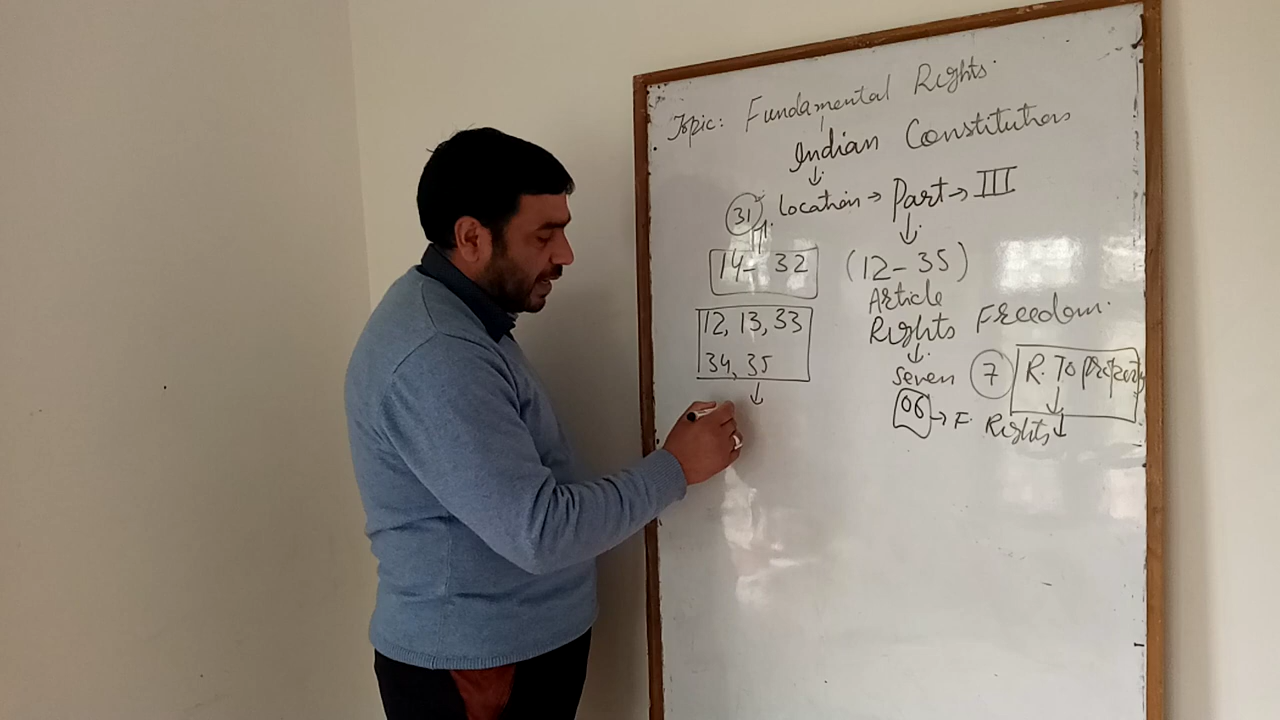 Topic: Fundamental Rights.
Indian Constitution
31 Location → Part → III
14 - 32 (12 - 35)
Article
12, 13, 33
34, 35
Rights Freedom.
Seven 7 R. To property
06 → F. Rights